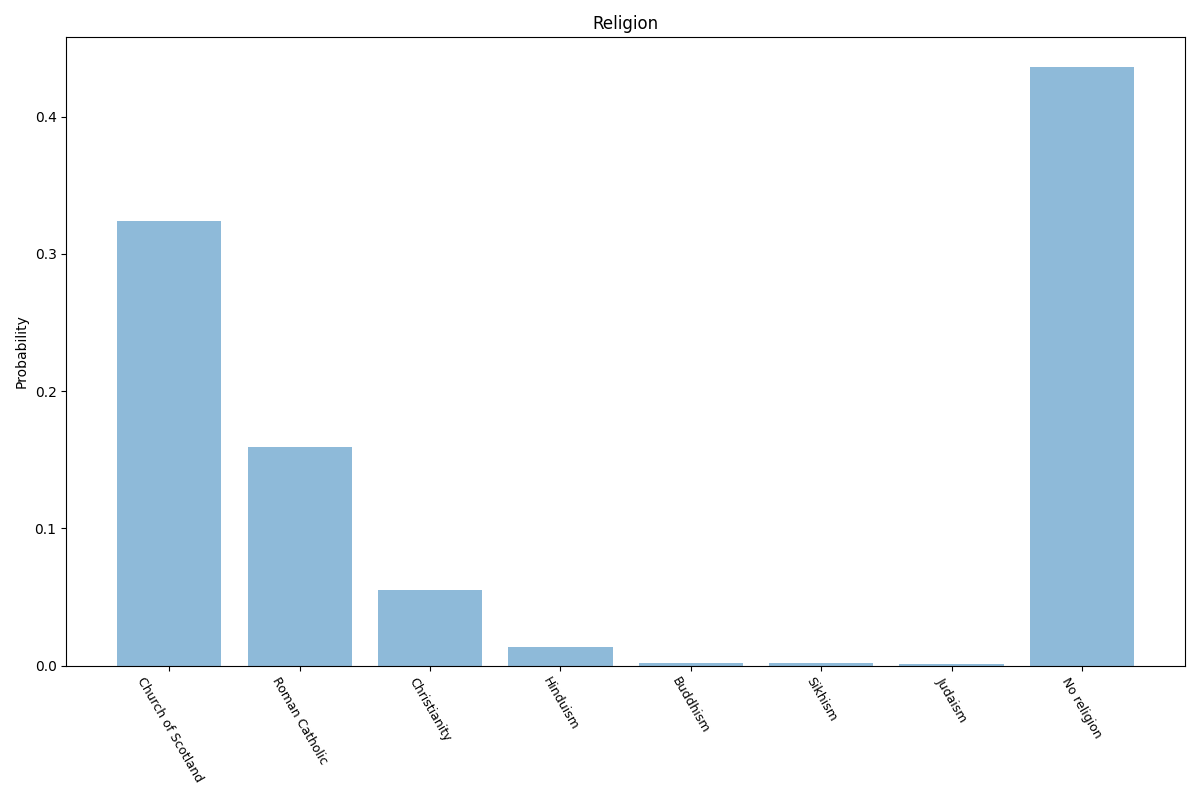 Religion
Probability
0.4
0.3
0.2
0.1
0.0
Church of Scotland
Roman Catholic
Christianity
Hinduism
Buddhism
Sikhism
Judaism
No religion